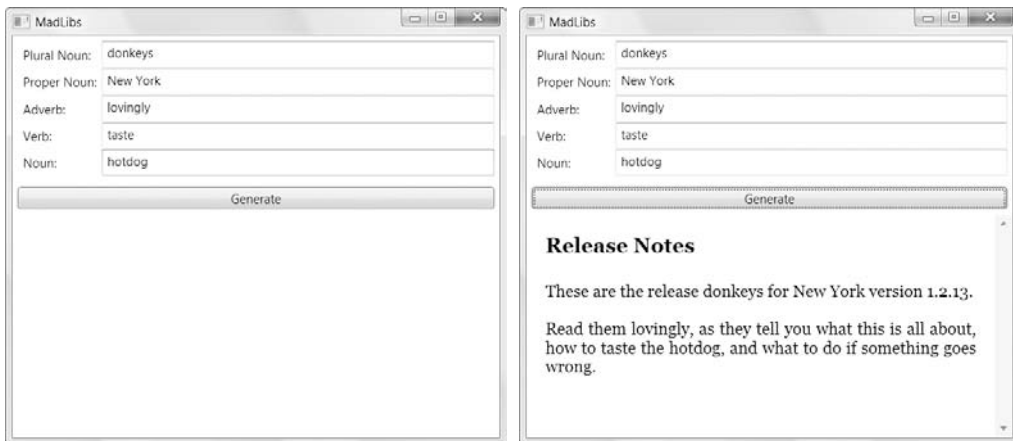 MadLibs
Plural Noun: donkeys
Proper Noun: New York
Adverb: lovingly
Verb: taste
Noun: hotdog
Generate
MadLibs
Plural Noun: donkeys
Proper Noun: New York
Adverb: lovingly
Verb: taste
Noun: hotdog
Generate
Release Notes
These are the release donkeys for New York version 1.2.13.
Read them lovingly, as they tell you what this is all about,
how to taste the hotdog, and what to do if something goes
wrong.